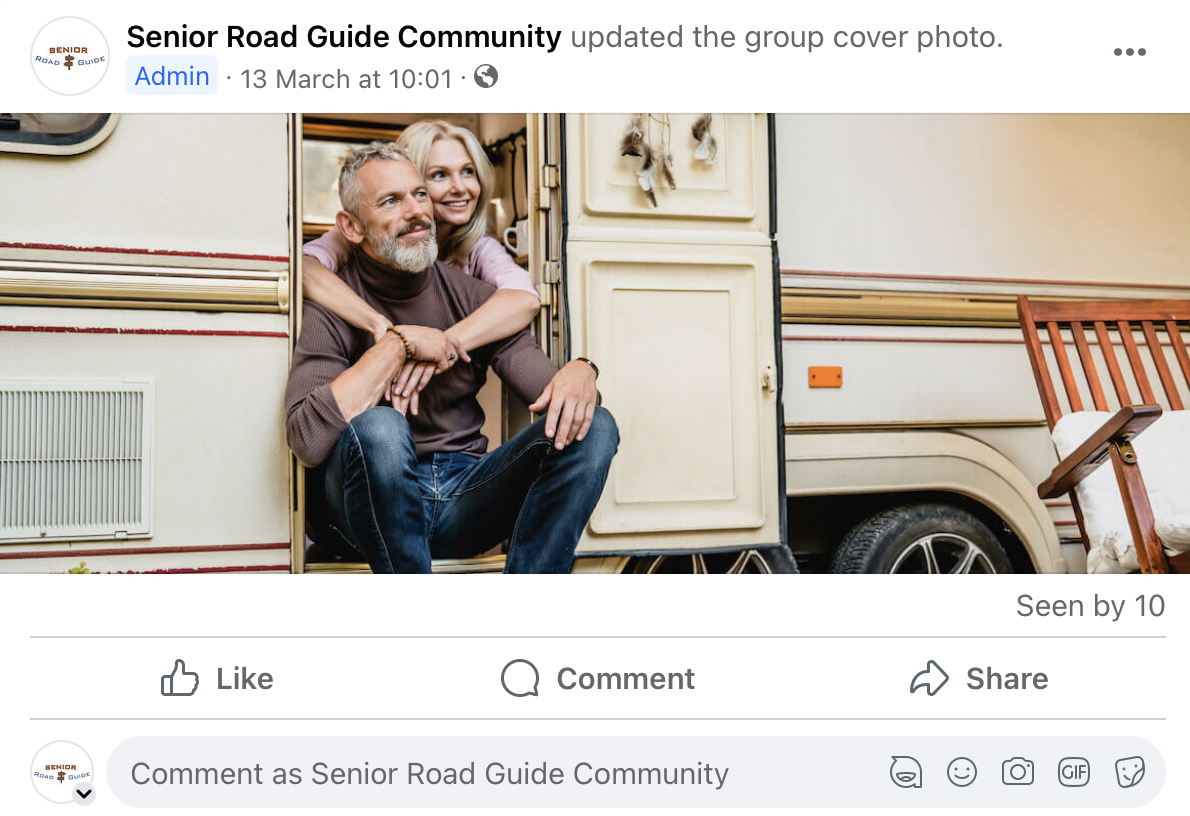 SENIOR
ROAD GUIDE
Senior Road Guide Community updated the group cover photo.
Admin · 13 March at 10:01 ·
Seen by 10
Like Comment Share
SENIOR
ROAD GUIDE
Comment as Senior Road Guide Community GIF